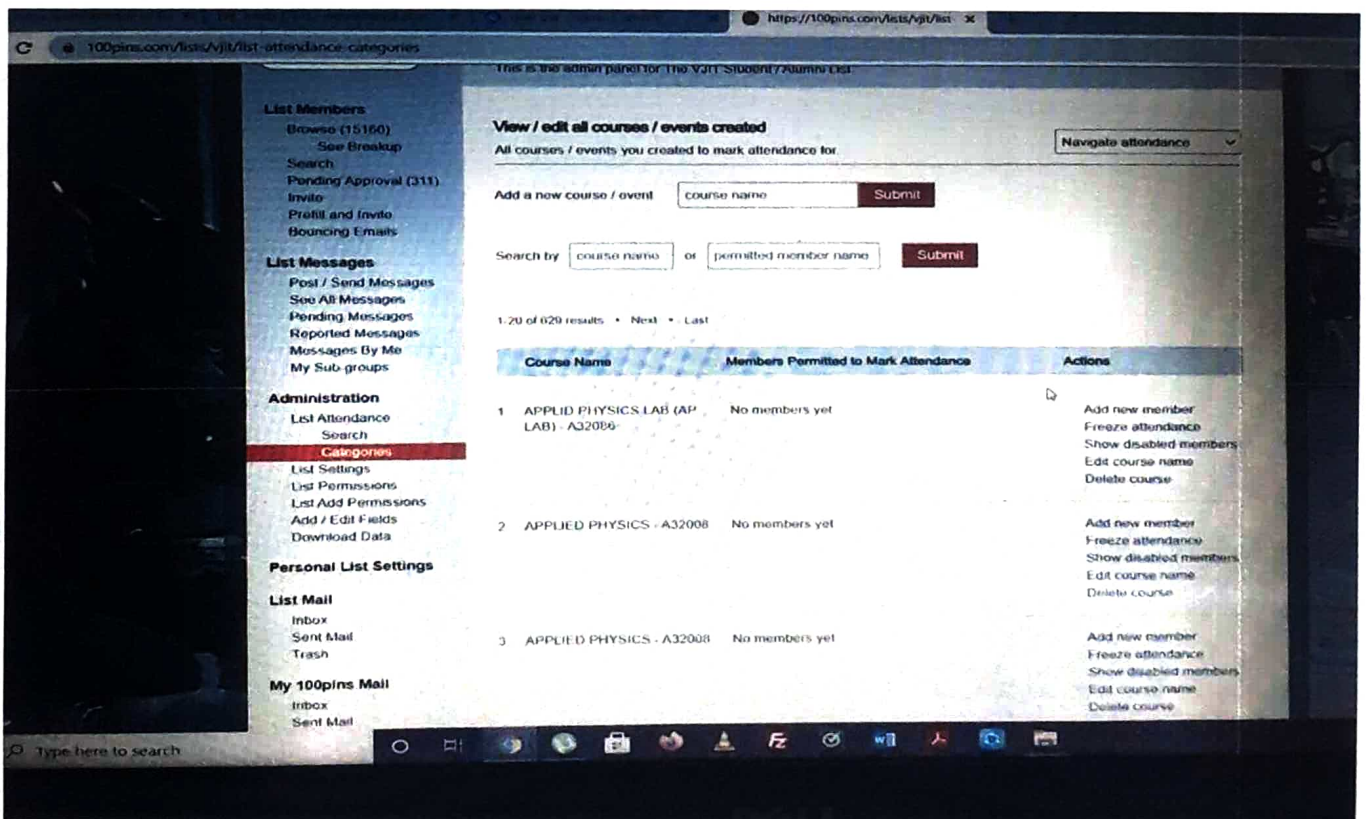 https://100pins.com/lists/vjit/list
100pins.com/lists/vjit/list-attendance-categories
This is the admin panel for The VJIT Student / Alumni List.
List Members
Browse (15160)
See Breakup
Search
Pending Approval (311)
Invite
Prefill and Invite
Bouncing Emails
List Messages
Post / Send Messages
See All Messages
Pending Messages
Reported Messages
Messages By Me
My Sub-groups
Administration
List Attendance
Search
Categories
List Settings
List Permissions
List Add Permissions
Add / Edit Fields
Download Data
Personal List Settings
List Mail
Inbox
Sent Mail
Trash
My 100pins Mail
Inbox
Sent Mail
View / edit all courses / events created
All courses / events you created to mark attendance for.
Navigate attendance
Add a new course / event course name Submit
Search by course name or permitted member name Submit
1-20 of 629 results • Next • Last
Course Name Members Permitted to Mark Attendance Actions
1 APPLID PHYSICS LAB (AP LAB) - A32086 No members yet
Add new member
Freeze attendance
Show disabled members
Edit course name
Delete course
2 APPLIED PHYSICS - A32008 No members yet
Add new member
Freeze attendance
Show disabled members
Edit course name
Delete course
3 APPLIED PHYSICS - A32008 No members yet
Add new member
Freeze attendance
Show disabled members
Edit course name
Delete course
Type here to search